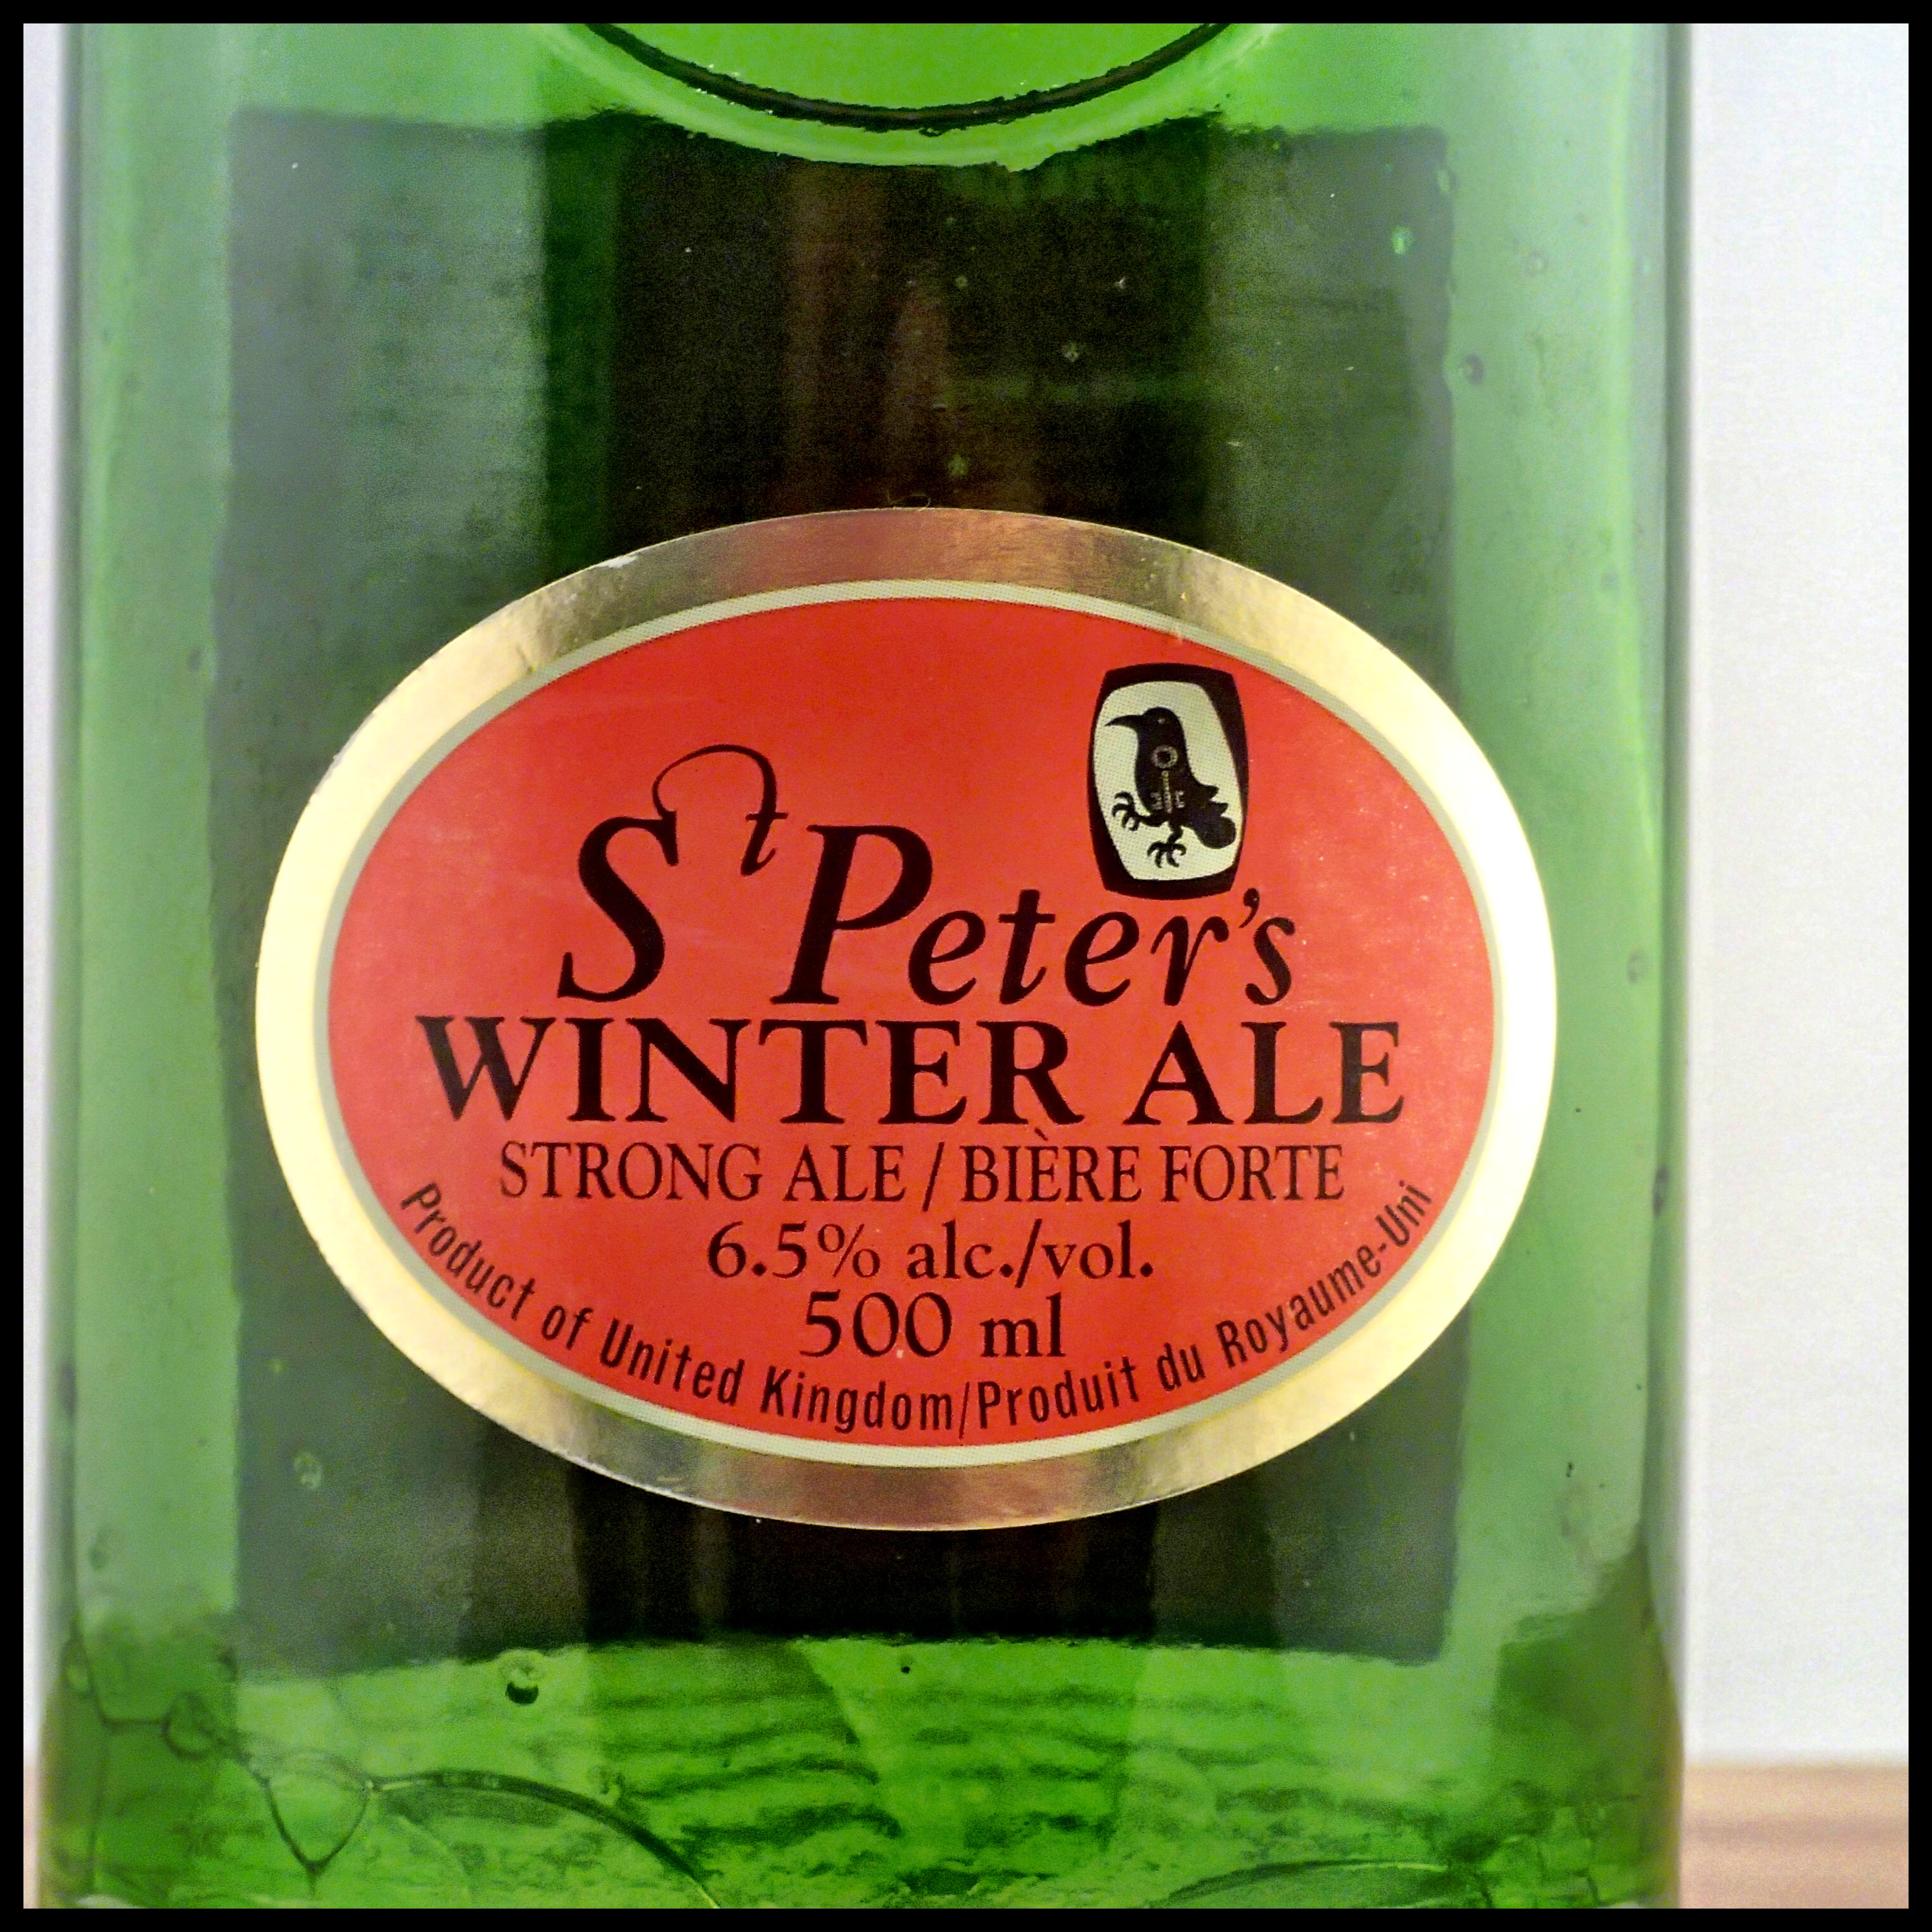 St Peter's
WINTER ALE
STRONG ALE / BIÈRE FORTE
6.5% alc./vol.
500 ml
Product of United Kingdom/Produit du Royaume-Uni